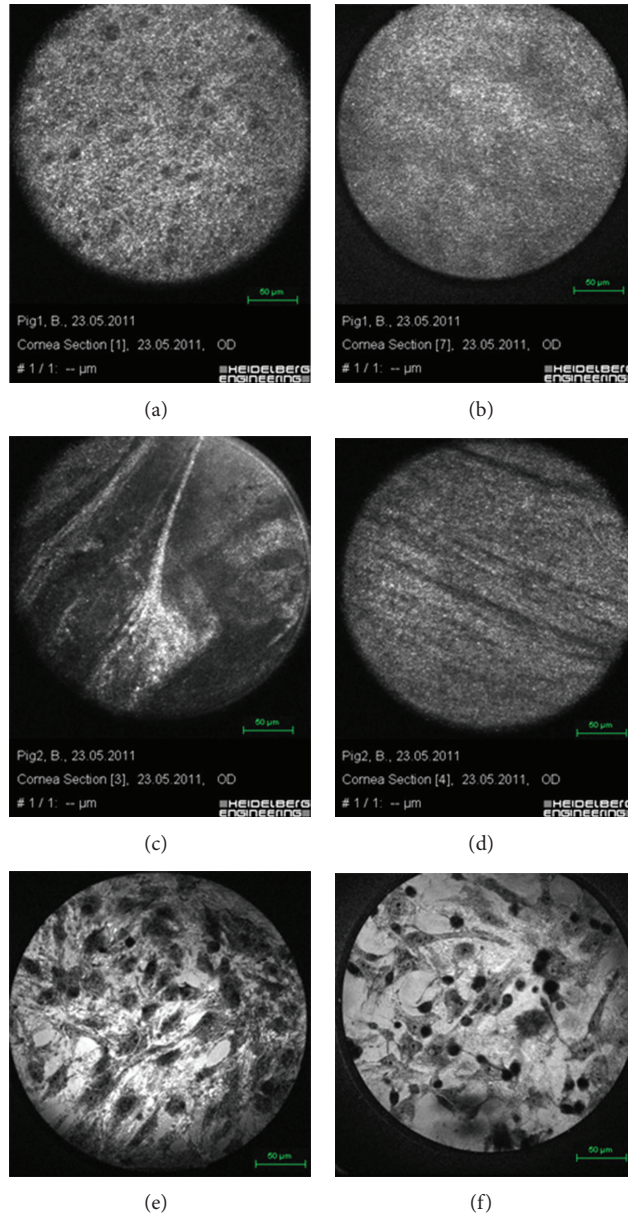 50 µm
50 µm
Pig1, B., 23.05.2011
Cornea Section [1], 23.05.2011, OD
# 1 / 1: -- µm
HEIDELBERG
ENGINEERING
Pig1, B., 23.05.2011
Cornea Section [7], 23.05.2011, OD
# 1 / 1: -- µm
HEIDELBERG
ENGINEERING
(a)
(b)
50 µm
50 µm
Pig2, B., 23.05.2011
Cornea Section [3], 23.05.2011, OD
# 1 / 1: -- µm
HEIDELBERG
ENGINEERING
Pig2, B., 23.05.2011
Cornea Section [4], 23.05.2011, OD
# 1 / 1: -- µm
HEIDELBERG
ENGINEERING
(c)
(d)
50 µm
50 µm
(e)
(f)